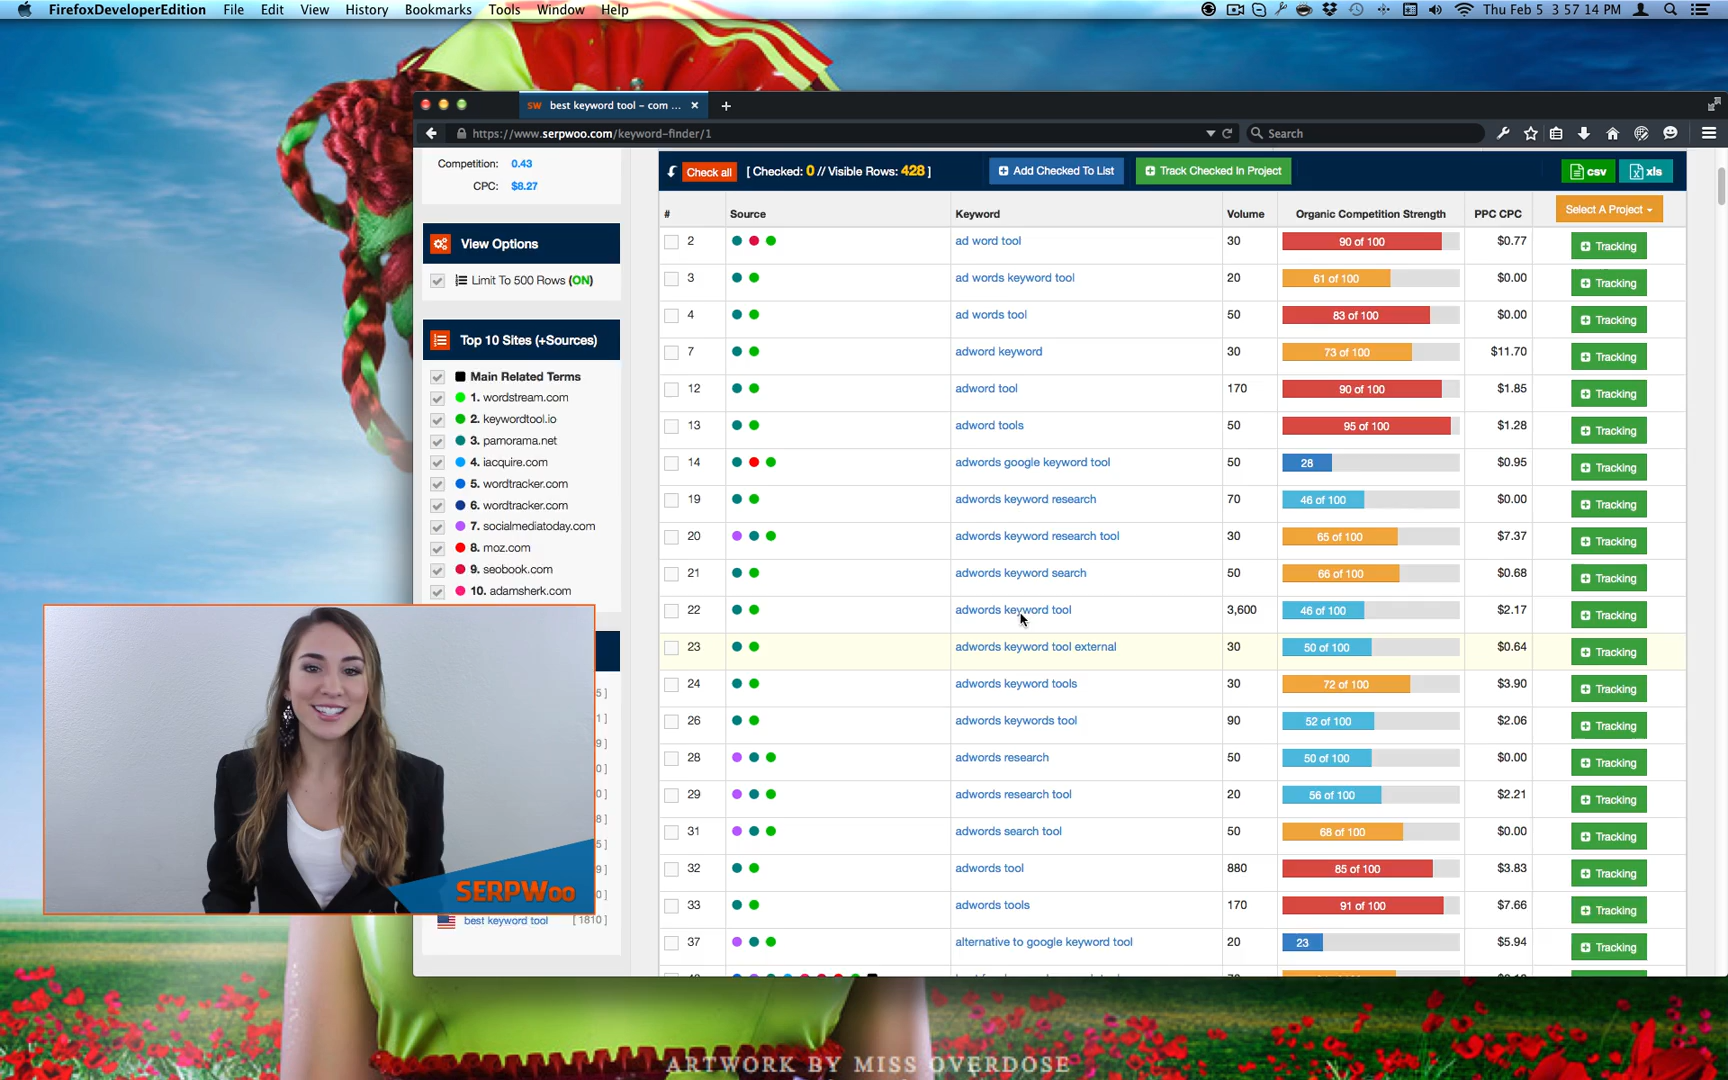 FirefoxDeveloperEdition File Edit View History Bookmarks Tools Window Help Thu Feb 5 3 57 14 PM
SW best keyword tool – com ...
https://www.serpwoo.com/keyword-finder/1 Search
Competition: 0.43
CPC: $8.27
View Options
Limit To 500 Rows (ON)
Top 10 Sites (+Sources)
Main Related Terms
1. wordstream.com
2. keywordtool.io
3. pamorama.net
4. iacquire.com
5. wordtracker.com
6. wordtracker.com
7. socialmediatoday.com
8. moz.com
9. seobook.com
10. adamsherk.com
5 ]
1 ]
9 ]
0 ]
0 ]
8 ]
5 ]
9 ]
0 ]
best keyword tool [ 1810 ]
SERPWoo
Check all [ Checked: 0 // Visible Rows: 428 ] Add Checked To List Track Checked In Project csv xls
# Source Keyword Volume Organic Competition Strength PPC CPC Select A Project
2 ad word tool 30 90 of 100 $0.77 Tracking
3 ad words keyword tool 20 61 of 100 $0.00 Tracking
4 ad words tool 50 83 of 100 $0.00 Tracking
7 adword keyword 30 73 of 100 $11.70 Tracking
12 adword tool 170 90 of 100 $1.85 Tracking
13 adword tools 50 95 of 100 $1.28 Tracking
14 adwords google keyword tool 50 28 $0.95 Tracking
19 adwords keyword research 70 46 of 100 $0.00 Tracking
20 adwords keyword research tool 30 65 of 100 $7.37 Tracking
21 adwords keyword search 50 66 of 100 $0.68 Tracking
22 adwords keyword tool 3,600 46 of 100 $2.17 Tracking
23 adwords keyword tool external 30 50 of 100 $0.64 Tracking
24 adwords keyword tools 30 72 of 100 $3.90 Tracking
26 adwords keywords tool 90 52 of 100 $2.06 Tracking
28 adwords research 50 50 of 100 $0.00 Tracking
29 adwords research tool 20 56 of 100 $2.21 Tracking
31 adwords search tool 50 68 of 100 $0.00 Tracking
32 adwords tool 880 85 of 100 $3.83 Tracking
33 adwords tools 170 91 of 100 $7.66 Tracking
37 alternative to google keyword tool 20 23 $5.94 Tracking
ARTWORK BY MISS OVERDOSE